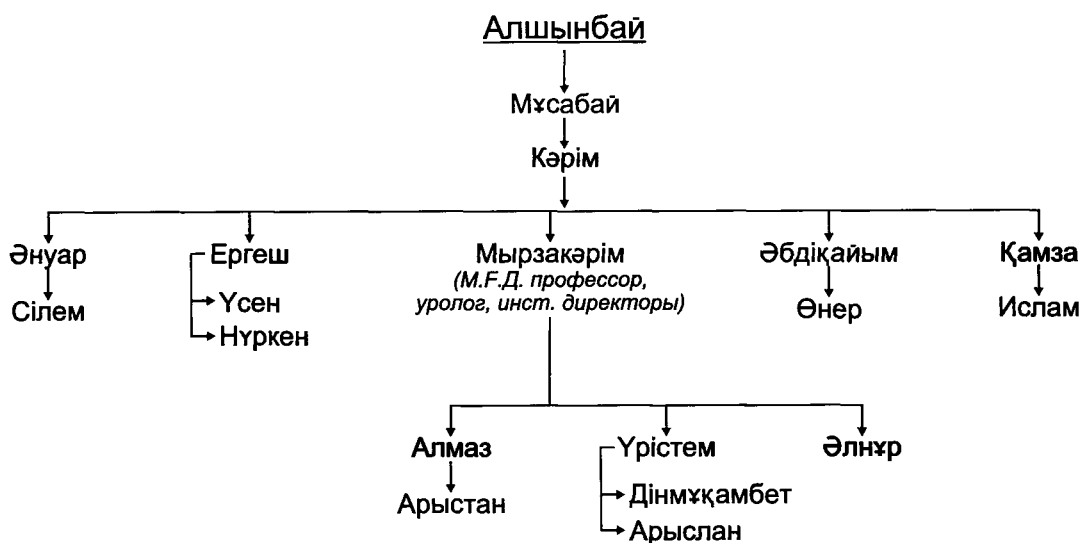 Алшынбай
Мұсабай
Кәрім
Әнуар Ергеш Мырзакәрім Әбдіқайым Қамза
(М.Ғ.Д. профессор,
уролог, инст. директоры)
Сілем Үсен Өнер Ислам
Нүркен
Алмаз Үрістем Әлнұр
Арыстан Дінмұқамбет
Арыслан